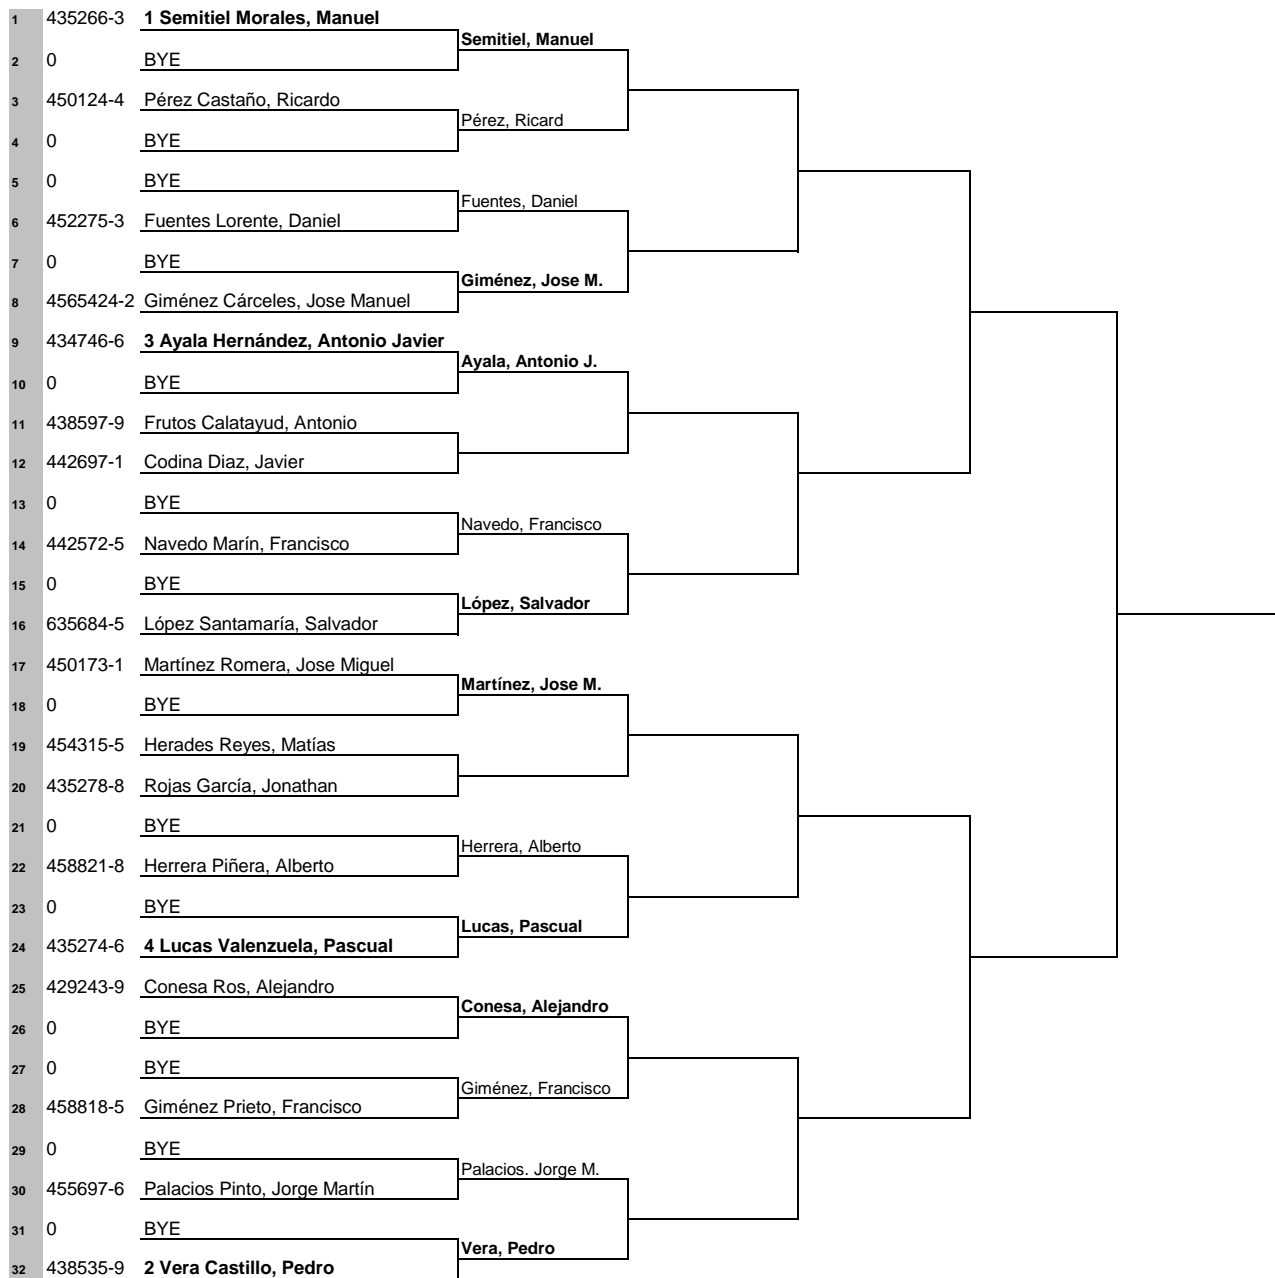 1 435266-3 1 Semitiel Morales, Manuel
Semitiel, Manuel
2 0 BYE
3 450124-4 Pérez Castaño, Ricardo
Pérez, Ricard
4 0 BYE
5 0 BYE
Fuentes, Daniel
6 452275-3 Fuentes Lorente, Daniel
7 0 BYE
Giménez, Jose M.
8 4565424-2 Giménez Cárceles, Jose Manuel
9 434746-6 3 Ayala Hernández, Antonio Javier
Ayala, Antonio J.
10 0 BYE
11 438597-9 Frutos Calatayud, Antonio
12 442697-1 Codina Diaz, Javier
13 0 BYE
Navedo, Francisco
14 442572-5 Navedo Marín, Francisco
15 0 BYE
López, Salvador
16 635684-5 López Santamaría, Salvador
17 450173-1 Martínez Romera, Jose Miguel
Martínez, Jose M.
18 0 BYE
19 454315-5 Herades Reyes, Matías
20 435278-8 Rojas García, Jonathan
21 0 BYE
Herrera, Alberto
22 458821-8 Herrera Piñera, Alberto
23 0 BYE
Lucas, Pascual
24 435274-6 4 Lucas Valenzuela, Pascual
25 429243-9 Conesa Ros, Alejandro
Conesa, Alejandro
26 0 BYE
27 0 BYE
Giménez, Francisco
28 458818-5 Giménez Prieto, Francisco
29 0 BYE
Palacios. Jorge M.
30 455697-6 Palacios Pinto, Jorge Martín
31 0 BYE
Vera, Pedro
32 438535-9 2 Vera Castillo, Pedro